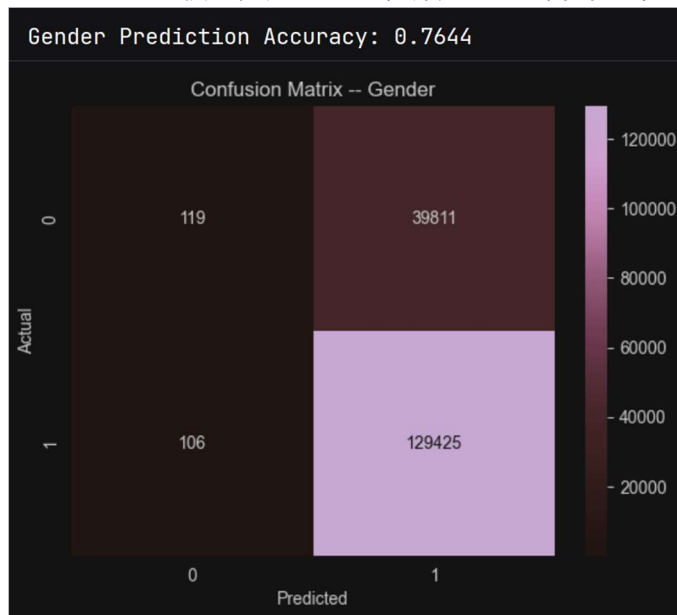 Gender Prediction Accuracy: 0.7644
Confusion Matrix -- Gender
120000
119 39811
0
100000
80000
Actual
60000
40000
106 129425
1
20000
0 1
Predicted